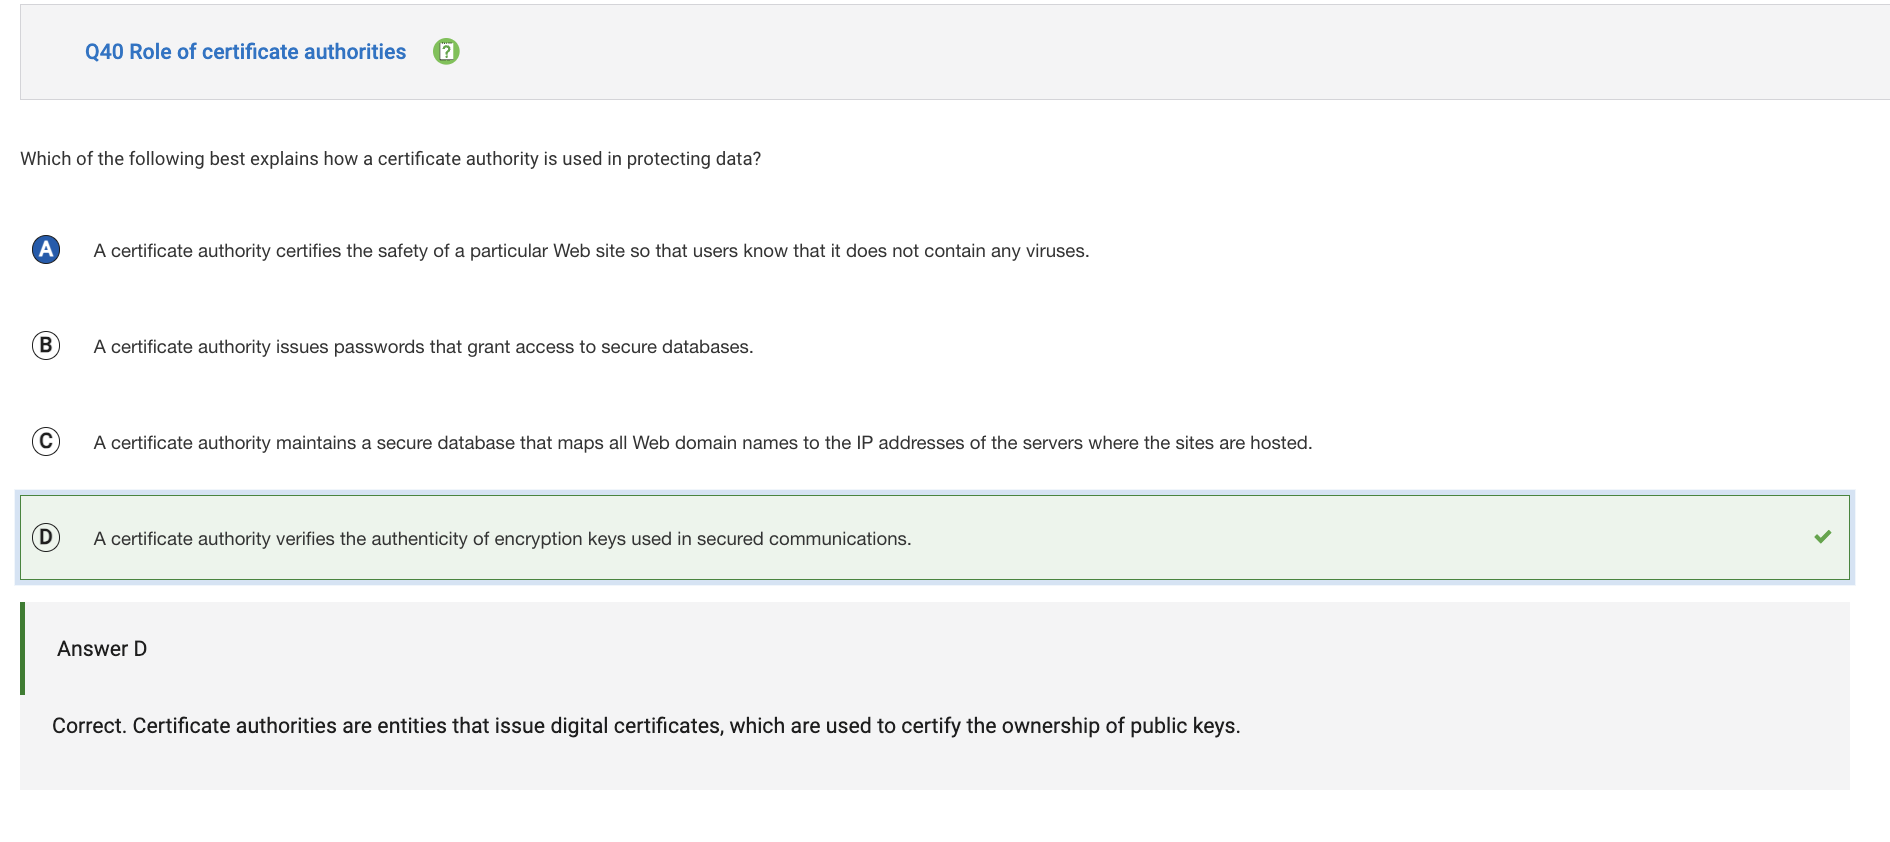 Q40 Role of certificate authorities
Which of the following best explains how a certificate authority is used in protecting data?
A A certificate authority certifies the safety of a particular Web site so that users know that it does not contain any viruses.
B A certificate authority issues passwords that grant access to secure databases.
C A certificate authority maintains a secure database that maps all Web domain names to the IP addresses of the servers where the sites are hosted.
D A certificate authority verifies the authenticity of encryption keys used in secured communications.
Answer D
Correct. Certificate authorities are entities that issue digital certificates, which are used to certify the ownership of public keys.